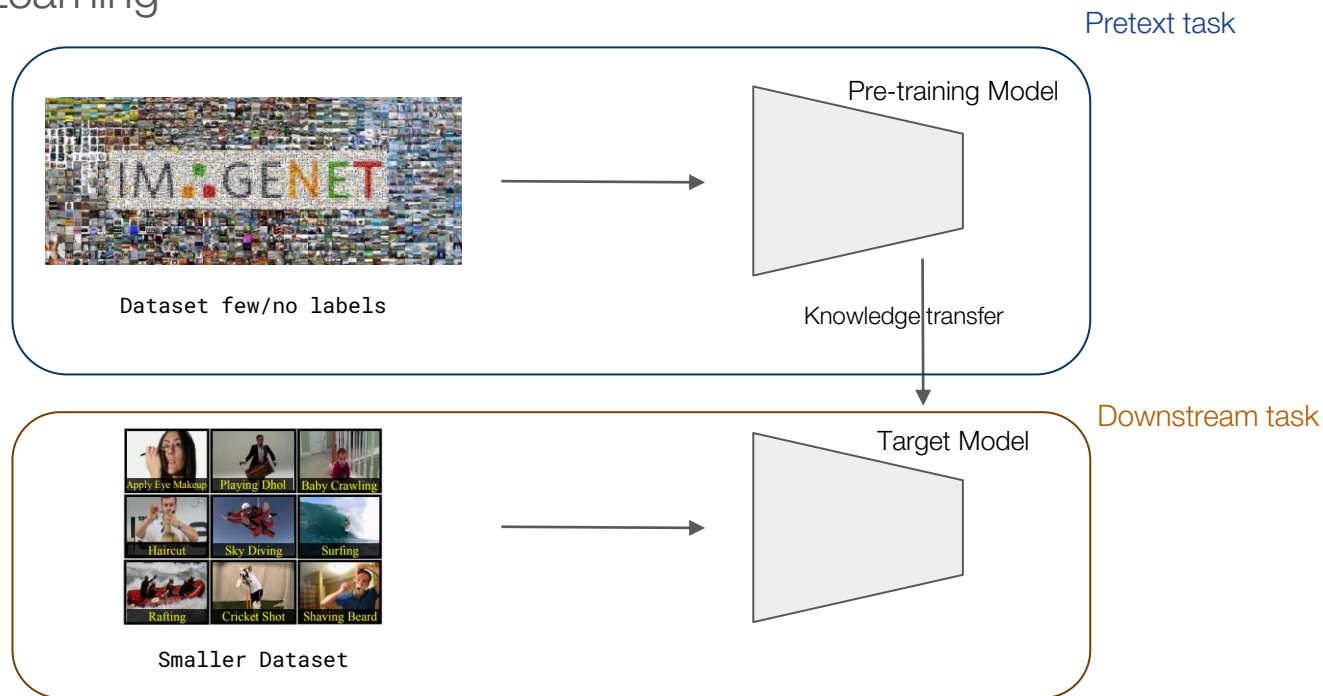 Learning
Pretext task
Pre-training Model
IM GENET
Dataset few/no labels
Knowledge transfer
Downstream task
Target Model
Apply Eye Makeup Playing Dhol Baby Crawling
Haircut Sky Diving Surfing
Rafting Cricket Shot Shaving Beard
Smaller Dataset